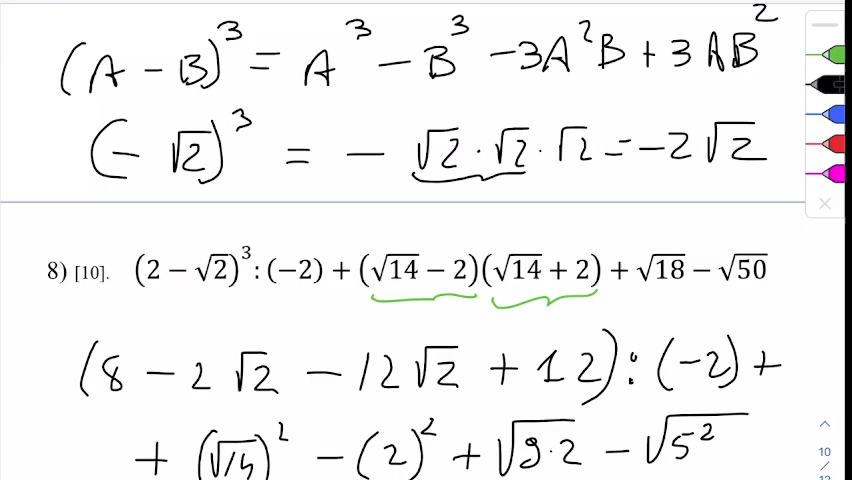 (A - B)³ = A³ - B³ - 3A²B + 3AB²
(- √2)³ = - √2 · √2 · √2 = -2√2
8) [10]. (2 − √2)³: (−2) + (√14 − 2)(√14 + 2) + √18 − √50
(8 - 2√2 - 12√2 + 12) : (-2) +
+ (√14)² - (2)² + √9·2 - √5²
10
/
12